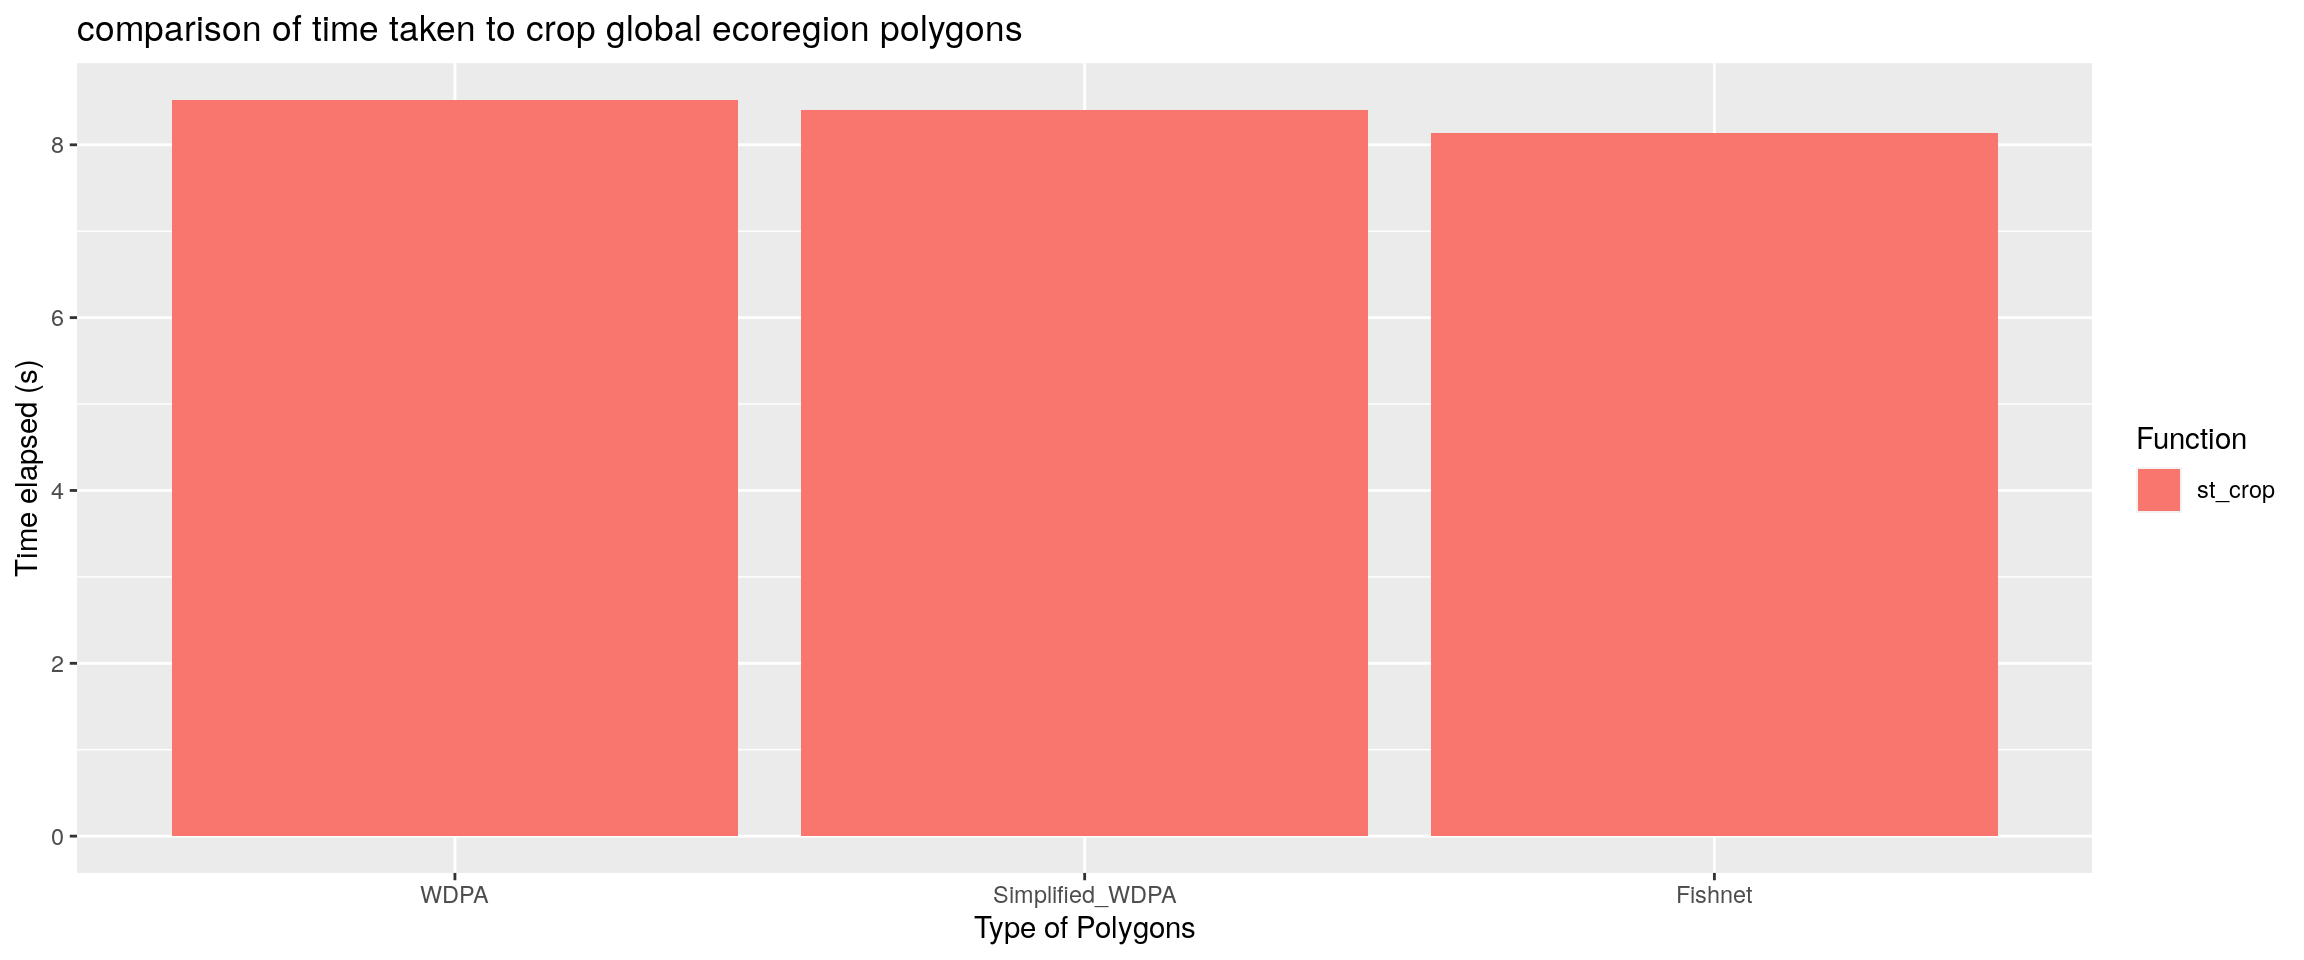 comparison of time taken to crop global ecoregion polygons
Time elapsed (s)
8
6
4
2
0
WDPA
Simplified_WDPA
Fishnet
Type of Polygons
Function
st_crop